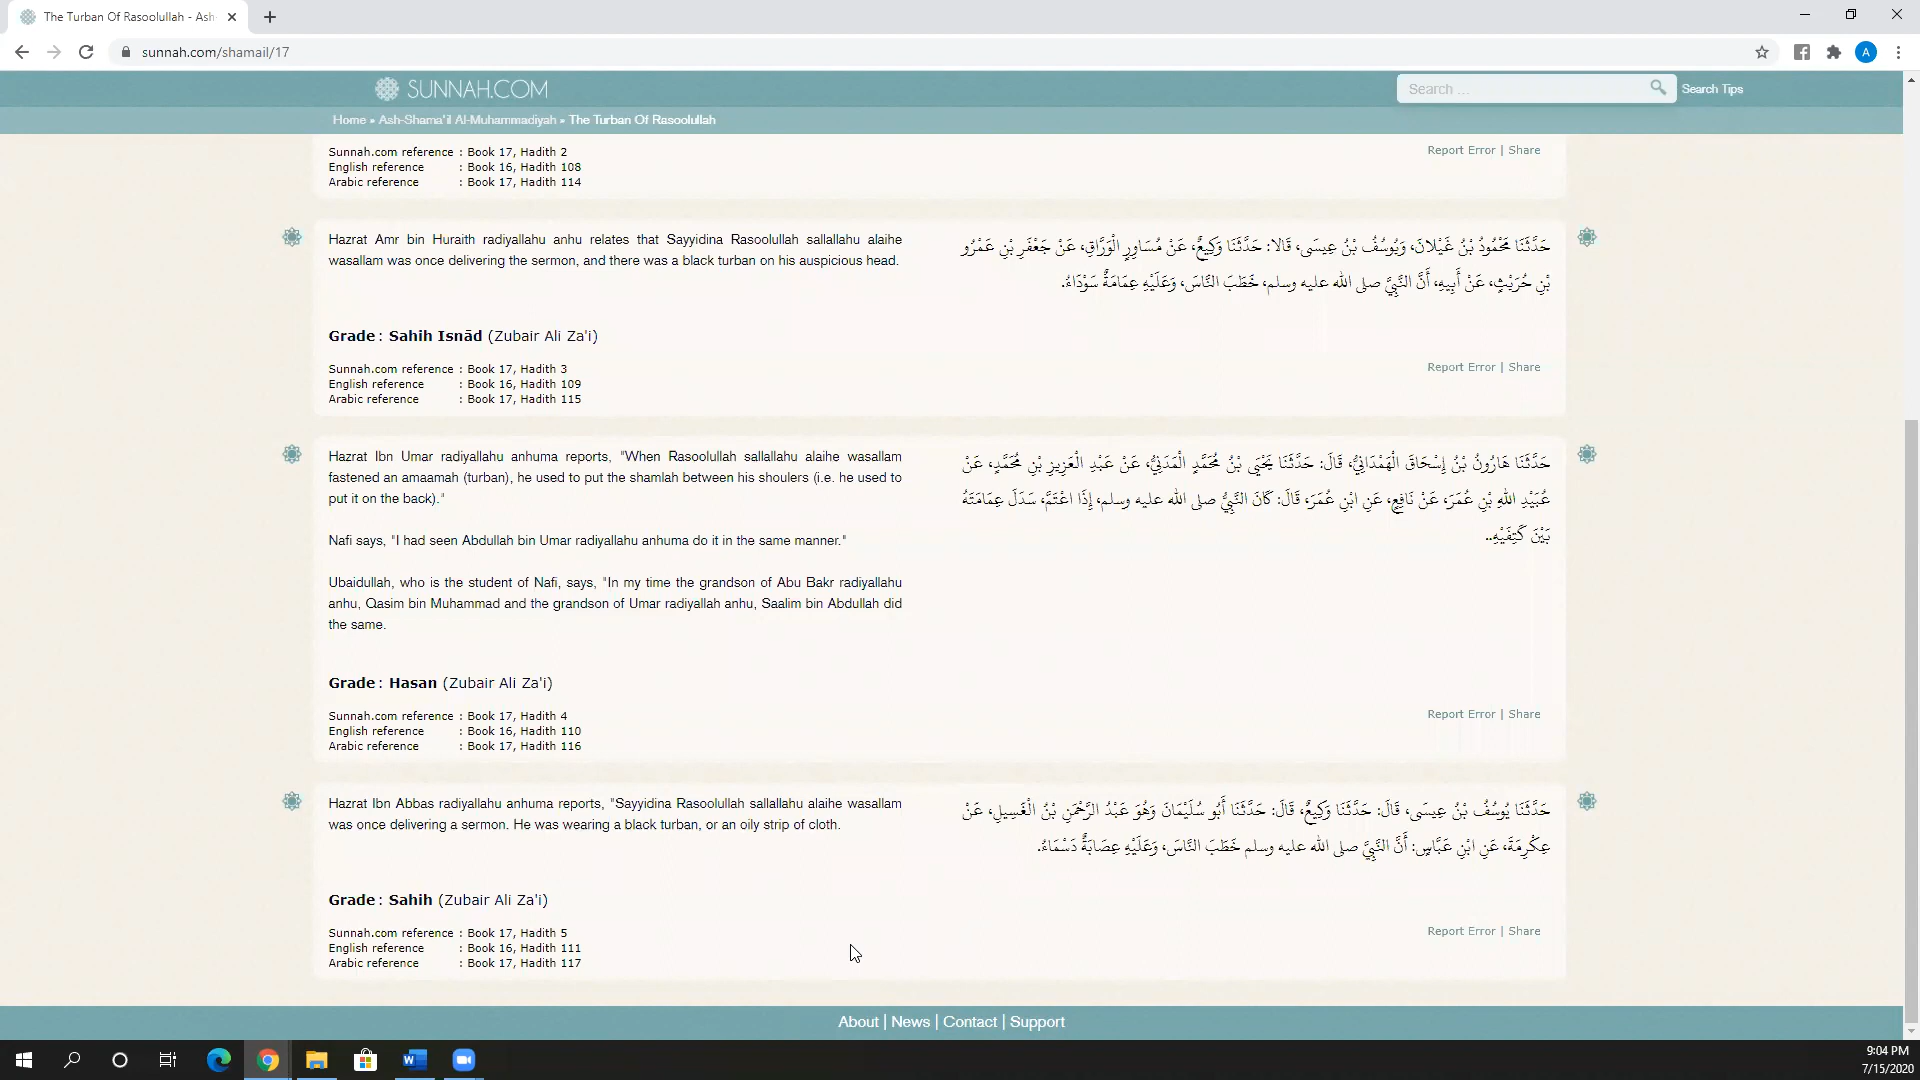 The Turban Of Rasoolullah - Ash
sunnah.com/shamail/17
A
SUNNAH.COM
Search ...
Search Tips
Home » Ash-Shama'il Al-Muhammadiyah » The Turban Of Rasoolullah
Sunnah.com reference : Book 17, Hadith 2
English reference : Book 16, Hadith 108
Arabic reference : Book 17, Hadith 114
Report Error | Share
Hazrat Amr bin Huraith radiyallahu anhu relates that Sayyidina Rasoolullah sallallahu alaihe
wasallam was once delivering the sermon, and there was a black turban on his auspicious head.
حَدَّثَنَا مَحْمُودُ بْنُ غَيْلانَ، وَيُوسُفُ بْنُ عِيسَى، قَالا: حَدَّثَنَا وَكِيعٌ، عَنْ مُسَاوِرٍ الْوَرَّاقِ، عَنْ جَعْفَرِ بْنِ عَمْرِو
بْنِ حُرَيْثٍ، عَنْ أَبِيهِ، أَنَّ النَّبِيَّ صلى الله عليه وسلم، خَطَبَ النَّاسَ، وَعَلَيْهِ عِمَامَةٌ سَوْدَاءُ.
Grade : Sahih Isnād (Zubair Ali Za'i)
Sunnah.com reference : Book 17, Hadith 3
English reference : Book 16, Hadith 109
Arabic reference : Book 17, Hadith 115
Report Error | Share
Hazrat Ibn Umar radiyallahu anhuma reports, "When Rasoolullah sallallahu alaihe wasallam
fastened an amaamah (turban), he used to put the shamlah between his shoulers (i.e. he used to
put it on the back)."
Nafi says, "I had seen Abdullah bin Umar radiyallahu anhuma do it in the same manner."
Ubaidullah, who is the student of Nafi, says, "In my time the grandson of Abu Bakr radiyallahu
anhu, Qasim bin Muhammad and the grandson of Umar radiyallah anhu, Saalim bin Abdullah did
the same.
حَدَّثَنَا هَارُونُ بْنُ إِسْحَاقَ الْهَمْدَانِيُّ، قَالَ: حَدَّثَنَا يَحْيَى بْنُ مُحَمَّدٍ الْمَدَنِيُّ، عَنْ عَبْدِ الْعَزِيزِ بْنِ مُحَمَّدٍ، عَنْ
عُبَيْدِ اللهِ بْنِ عُمَرَ، عَنْ نَافِعٍ، عَنِ ابْنِ عُمَرَ، قَالَ: كَانَ النَّبِيُّ صلى الله عليه وسلم، إِذَا اعْتَمَّ، سَدَلَ عِمَامَتَهُ
بَيْنَ كَتِفَيْهِ..
Grade : Hasan (Zubair Ali Za'i)
Sunnah.com reference : Book 17, Hadith 4
English reference : Book 16, Hadith 110
Arabic reference : Book 17, Hadith 116
Report Error | Share
Hazrat Ibn Abbas radiyallahu anhuma reports, "Sayyidina Rasoolullah sallallahu alaihe wasallam
was once delivering a sermon. He was wearing a black turban, or an oily strip of cloth.
حَدَّثَنَا يُوسُفُ بْنُ عِيسَى، قَالَ: حَدَّثَنَا وَكِيعٌ، قَالَ: حَدَّثَنَا أَبُو سُلَيْمَانَ وَهُوَ عَبْدُ الرَّحْمَنِ بْنُ الْغَسِيلِ، عَنْ
عِكْرِمَةَ، عَنِ ابْنِ عَبَّاسٍ: أَنَّ النَّبِيَّ صلى الله عليه وسلم خَطَبَ النَّاسَ، وَعَلَيْهِ عِصَابَةٌ دَسْمَاءُ.
Grade : Sahih (Zubair Ali Za'i)
Sunnah.com reference : Book 17, Hadith 5
English reference : Book 16, Hadith 111
Arabic reference : Book 17, Hadith 117
Report Error | Share
About | News | Contact | Support
9:04 PM
7/15/2020